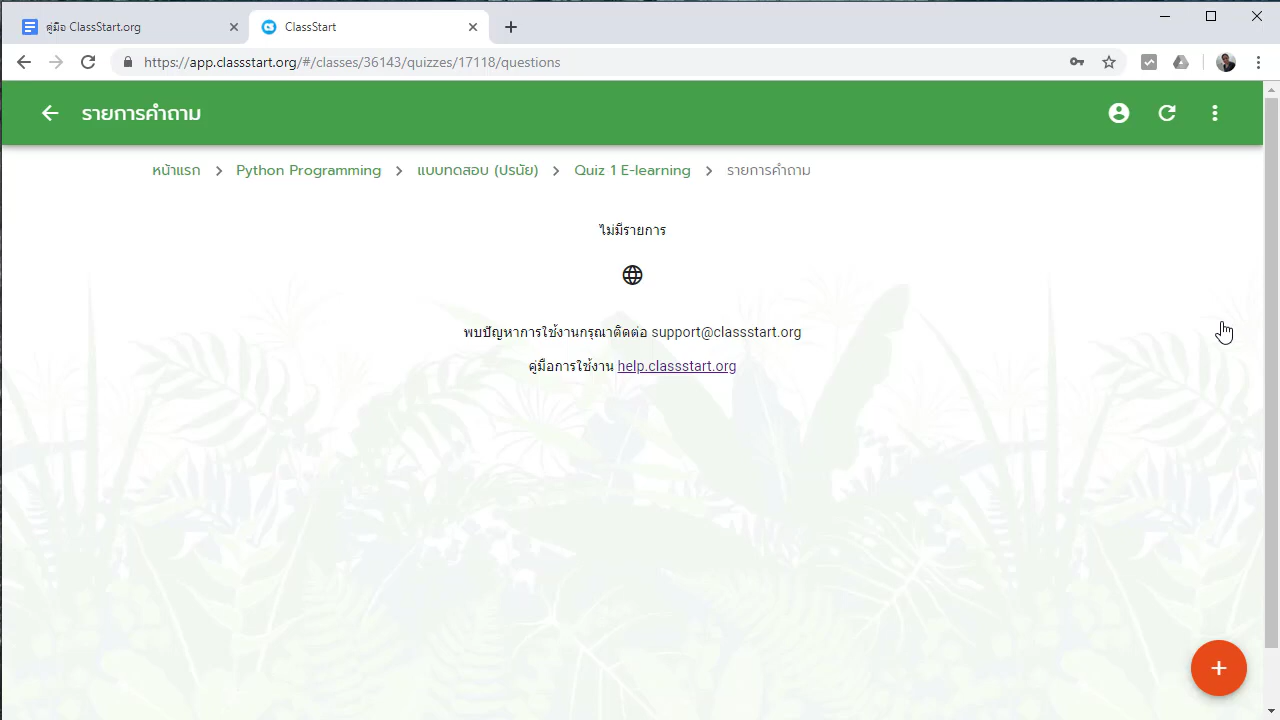 คู่มือ ClassStart.org
ClassStart
https://app.classstart.org/#/classes/36143/quizzes/17118/questions
รายการคำถาม
หน้าแรก > Python Programming > แบบทดสอบ (ปรนัย) > Quiz 1 E-learning > รายการคำถาม
ไม่มีรายการ
พบปัญหาการใช้งานกรุณาติดต่อ support@classstart.org
คู่มือการใช้งาน help.classstart.org